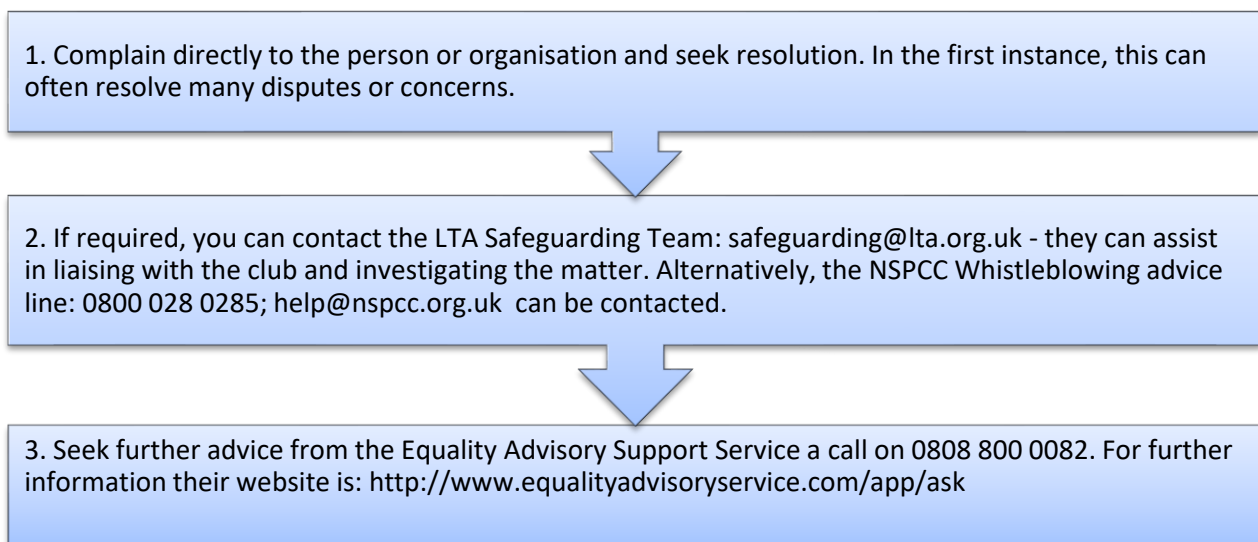 1. Complain directly to the person or organisation and seek resolution. In the first instance, this can
often resolve many disputes or concerns.
2. If required, you can contact the LTA Safeguarding Team: safeguarding@lta.org.uk - they can assist
in liaising with the club and investigating the matter. Alternatively, the NSPCC Whistleblowing advice
line: 0800 028 0285; help@nspcc.org.uk  can be contacted.
3. Seek further advice from the Equality Advisory Support Service a call on 0808 800 0082. For further
information their website is: http://www.equalityadvisoryservice.com/app/ask